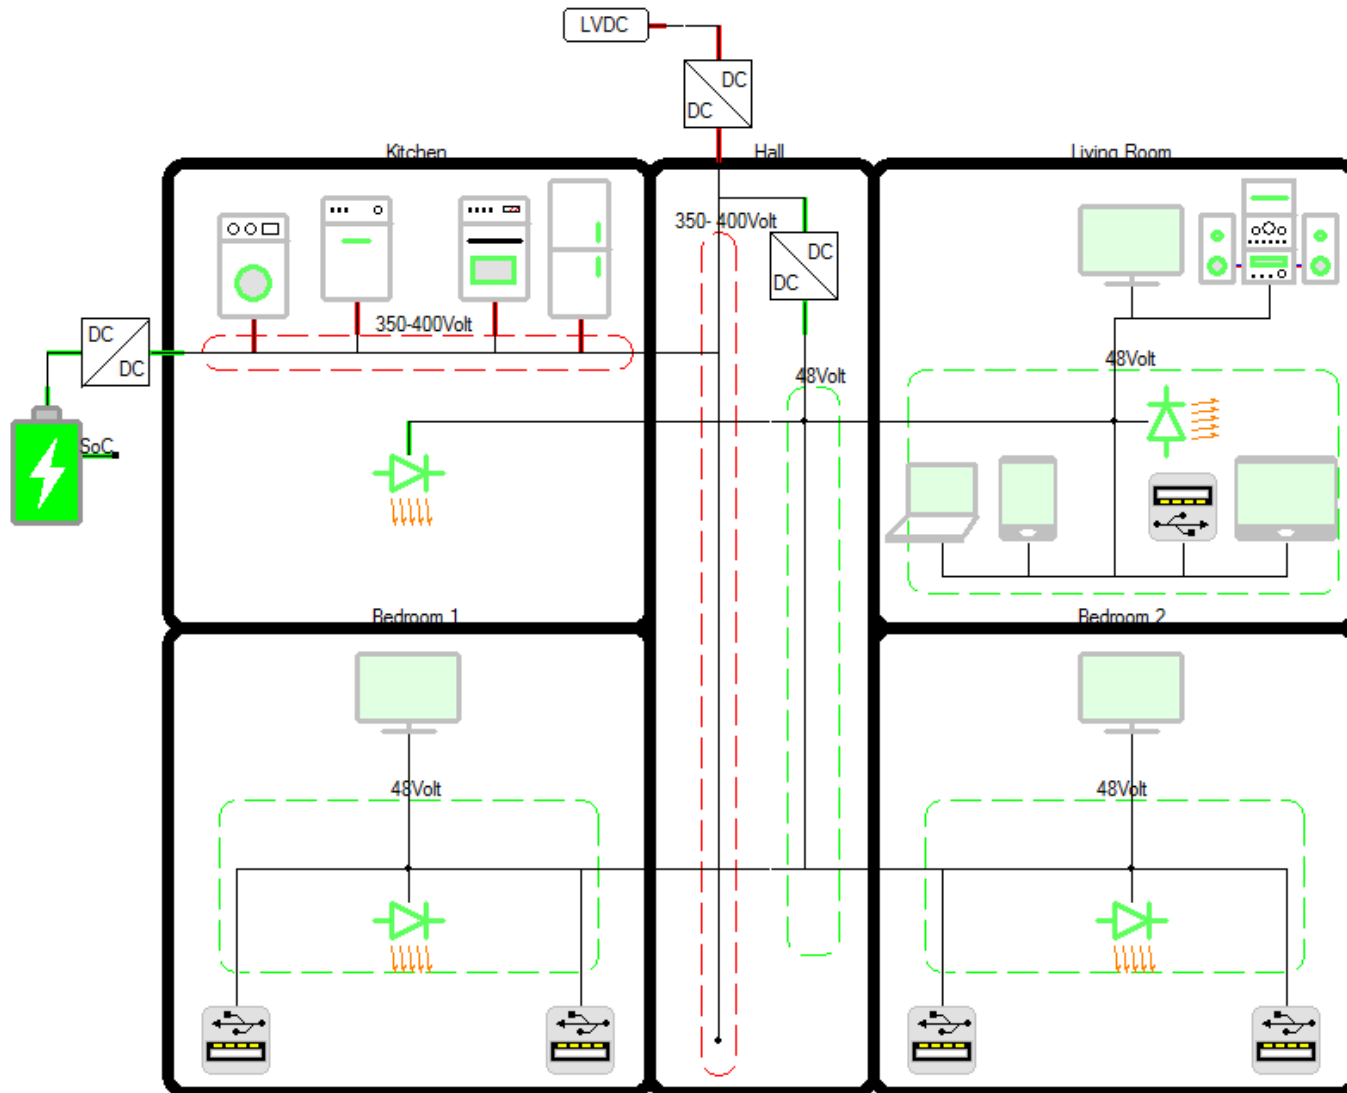 LVDC
DC
DC
Kitchen
Hall
Living Room
350- 400Volt
DC
DC
350-400Volt
DC
DC
48Volt
48Volt
SoC
Bedroom 1
Bedroom 2
48Volt
48Volt